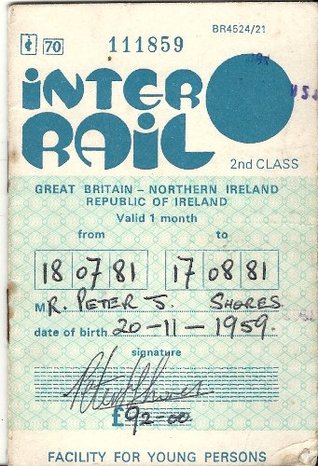 BR4524/21
70 111859
inter
rail
2nd CLASS
GREAT BRITAIN – NORTHERN IRELAND
REPUBLIC OF IRELAND
Valid 1 month
from to
18 07 81 17 08 81
MR. PETER J. SHORES
date of birth 20-11-1959.
signature
£92-00
FACILITY FOR YOUNG PERSONS